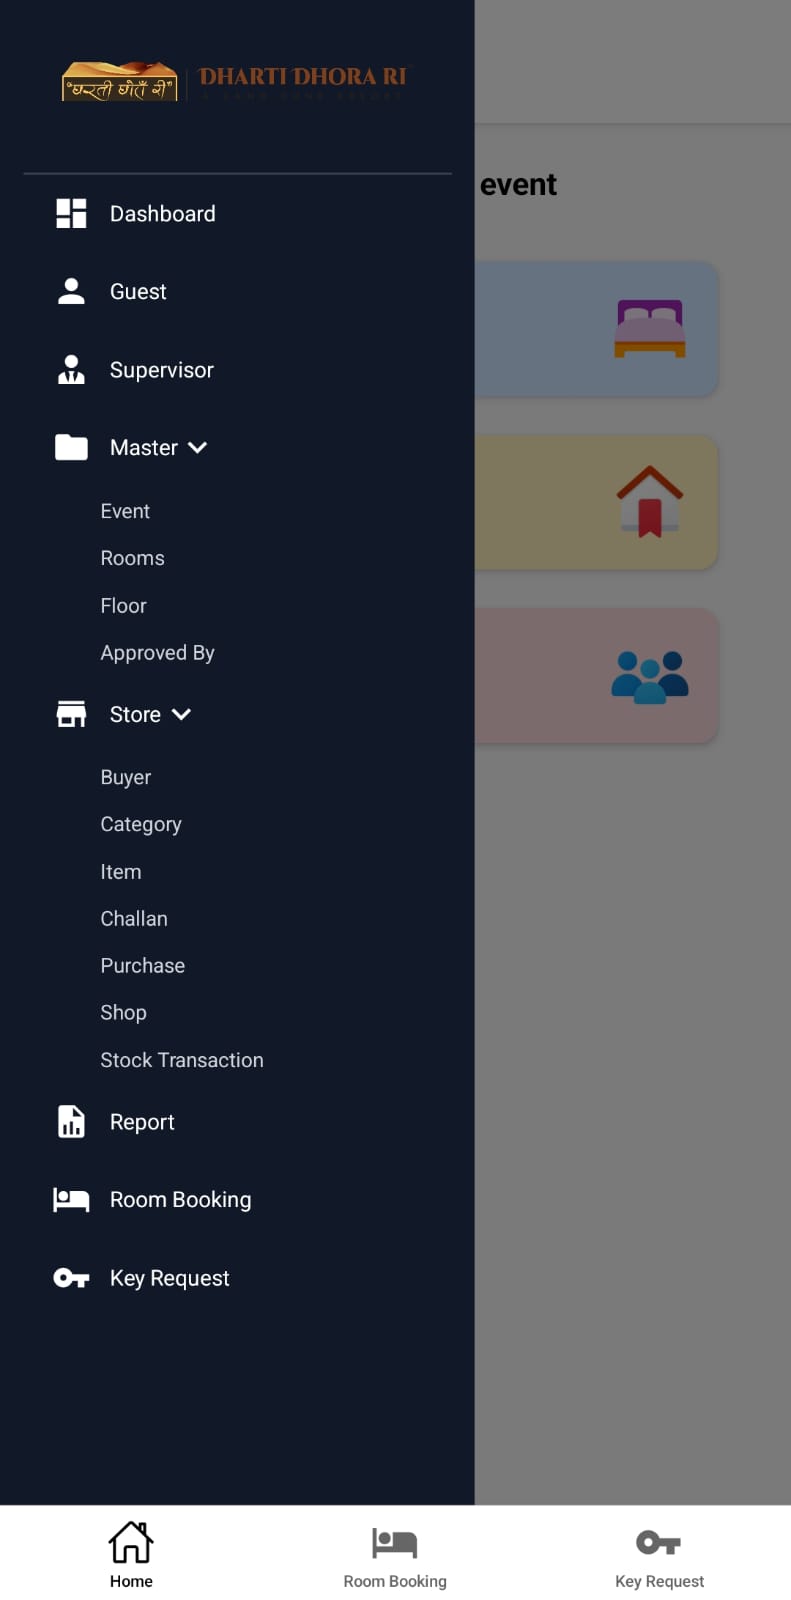 "धरती धोराँ री"
DHARTI DHORA RI
event
Dashboard
Guest
Supervisor
Master
Event
Rooms
Floor
Approved By
Store
Buyer
Category
Item
Challan
Purchase
Shop
Stock Transaction
Report
Room Booking
Key Request
Home
Room Booking
Key Request